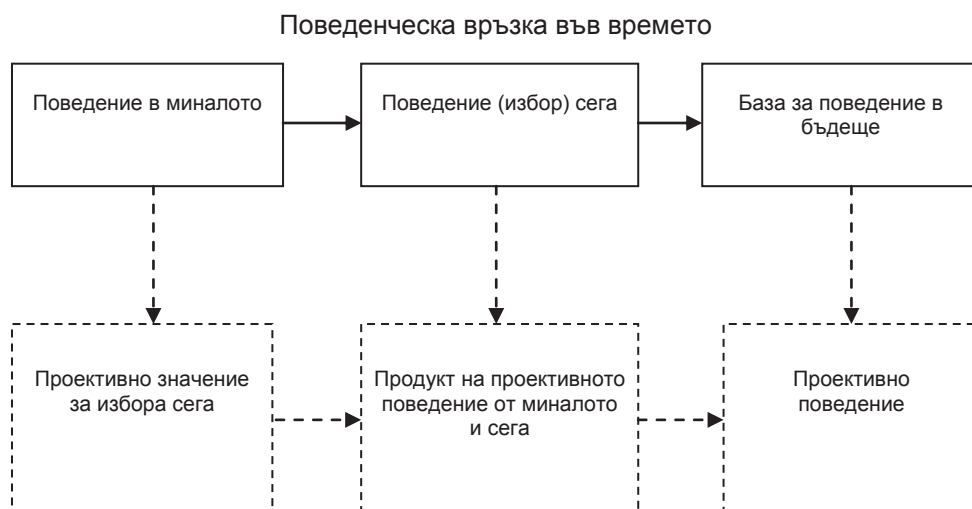 Поведенческа връзка във времето
Поведение в миналото
Поведение (избор) сега
База за поведение в
бъдеще
Проективно значение
за избора сега
Продукт на проективното
поведение от миналото
и сега
Проективно
поведение